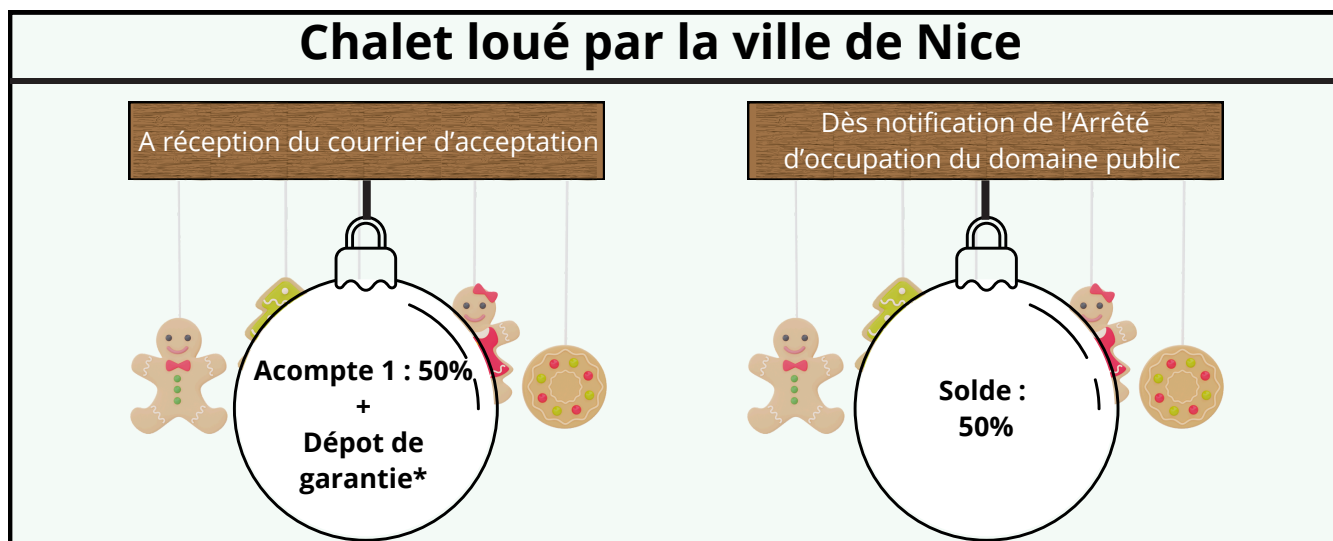 Chalet loué par la ville de Nice
A réception du courrier d’acceptation
Dès notification de l’Arrêté
d’occupation du domaine public
Acompte 1 : 50%
+
Dépot de
garantie*
Solde :
50%